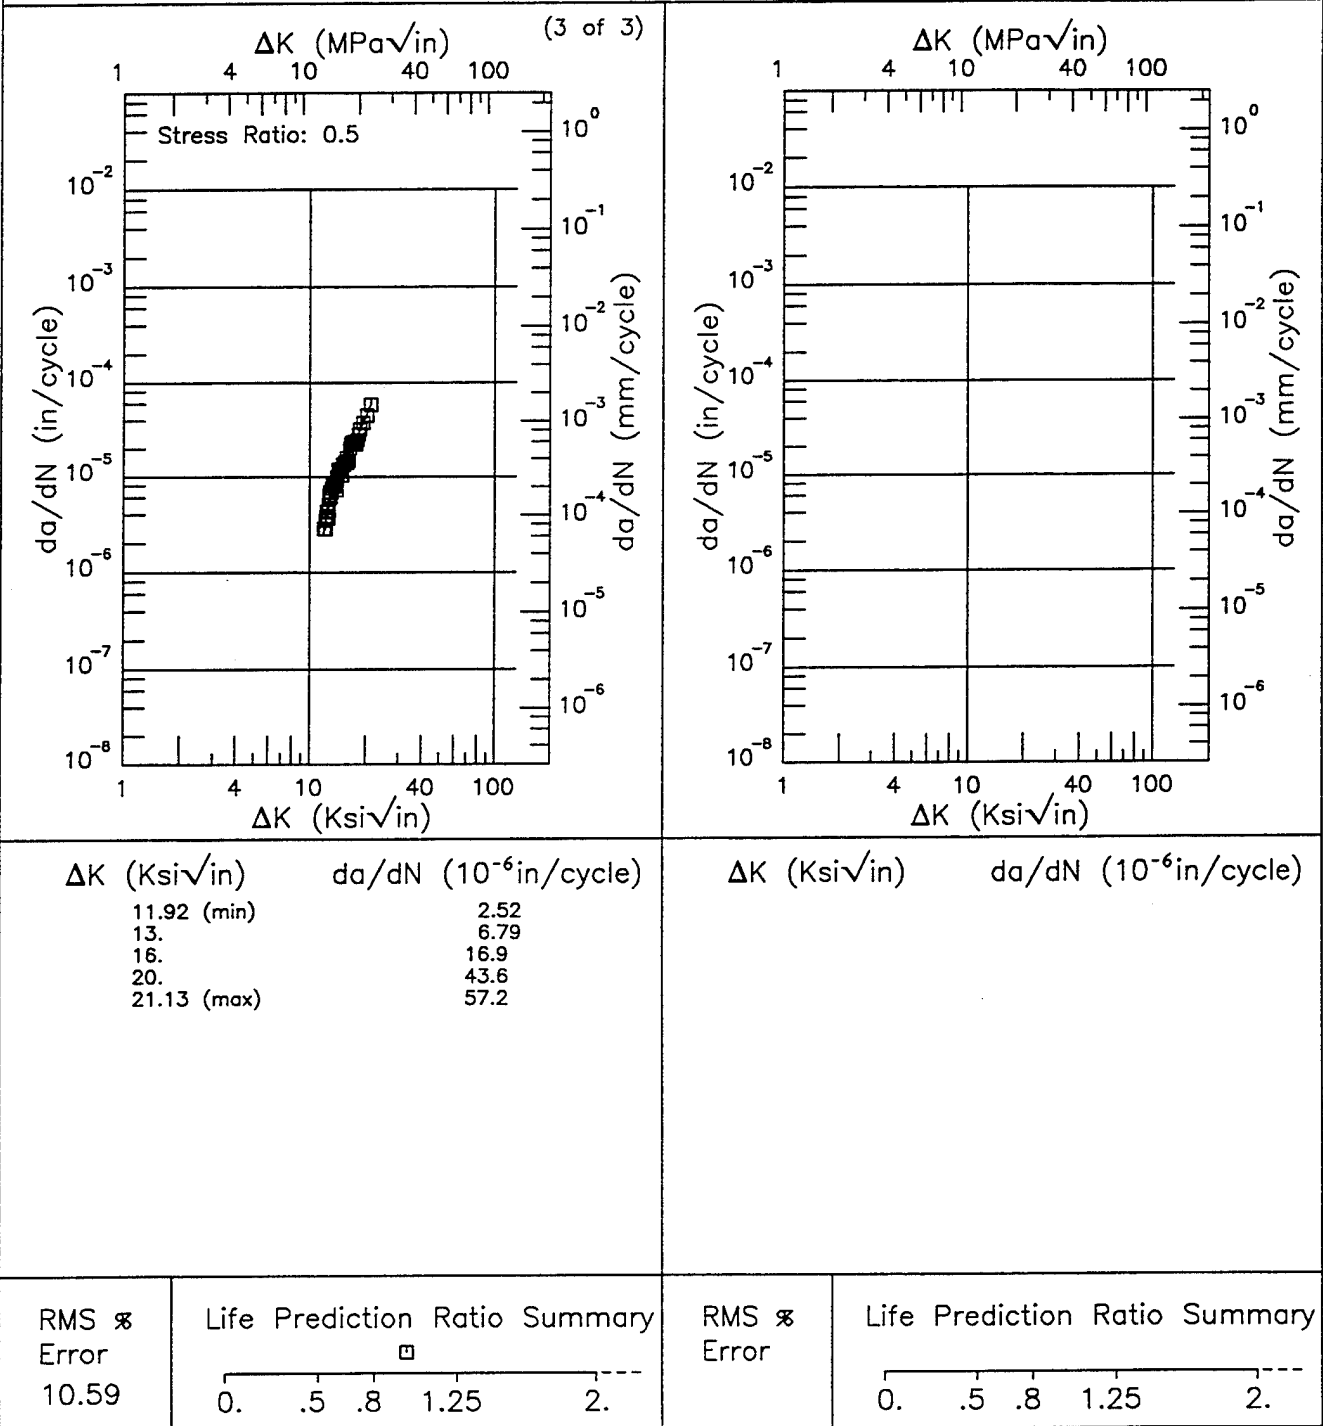 (3 of 3)
ΔK (MPa√in)
1 4 10 40 100
Stress Ratio: 0.5
da/dN (in/cycle)
10⁻²
10⁻³
10⁻⁴
10⁻⁵
10⁻⁶
10⁻⁷
10⁻⁸
10⁰
10⁻¹
10⁻²
10⁻³
10⁻⁴
10⁻⁵
10⁻⁶
da/dN (mm/cycle)
1 4 10 40 100
ΔK (Ksi√in)
ΔK (MPa√in)
1 4 10 40 100
da/dN (in/cycle)
10⁻²
10⁻³
10⁻⁴
10⁻⁵
10⁻⁶
10⁻⁷
10⁻⁸
10⁰
10⁻¹
10⁻²
10⁻³
10⁻⁴
10⁻⁵
10⁻⁶
da/dN (mm/cycle)
1 4 10 40 100
ΔK (Ksi√in)
ΔK (Ksi√in) da/dN (10⁻⁶in/cycle)
11.92 (min) 2.52
13. 6.79
16. 16.9
20. 43.6
21.13 (max) 57.2
ΔK (Ksi√in) da/dN (10⁻⁶in/cycle)
RMS %
Error
10.59
Life Prediction Ratio Summary
0. .5 .8 1.25 2.
RMS %
Error
Life Prediction Ratio Summary
0. .5 .8 1.25 2.